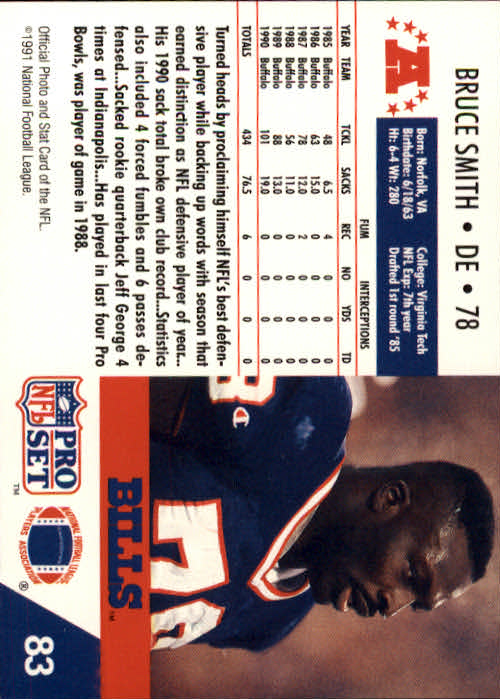 BRUCE SMITH • DE • 78
A
Born: Norfolk, VA
Birthdate: 6/18/63
Ht: 6-4 Wt: 280
College: Virginia Tech
NFL Exp: 7th year
Drafted 1st round '85
FUM INTERCEPTIONS
YEAR TEAM TCKL SACKS REC NO YDS TD
1985 Buffalo 48 6.5 4 0 0 0
1986 Buffalo 63 15.0 0 0 0 0
1987 Buffalo 78 12.0 2 0 0 0
1988 Buffalo 56 11.0 0 0 0 0
1989 Buffalo 88 13.0 0 0 0 0
1990 Buffalo 101 19.0 0 0 0 0
TOTALS 434 76.5 6 0 0 0
Turned heads by proclaiming himself NFL's best defen-
sive player while backing up words with season that
earned distinction as NFL defensive player of year...
His 1990 sack total broke own club record...Statistics
also included 4 forced fumbles and 6 passes de-
fensed...Sacked rookie quarterback Jeff George 4
times at Indianapolis...Has played in last four Pro
Bowls, was player of game in 1988.
Official Photo and Stat Card of the NFL.
©1991 National Football League.
BILLS™
78
NFL PRO SET™
NATIONAL FOOTBALL LEAGUE
PLAYERS ASSOCIATION
®
83